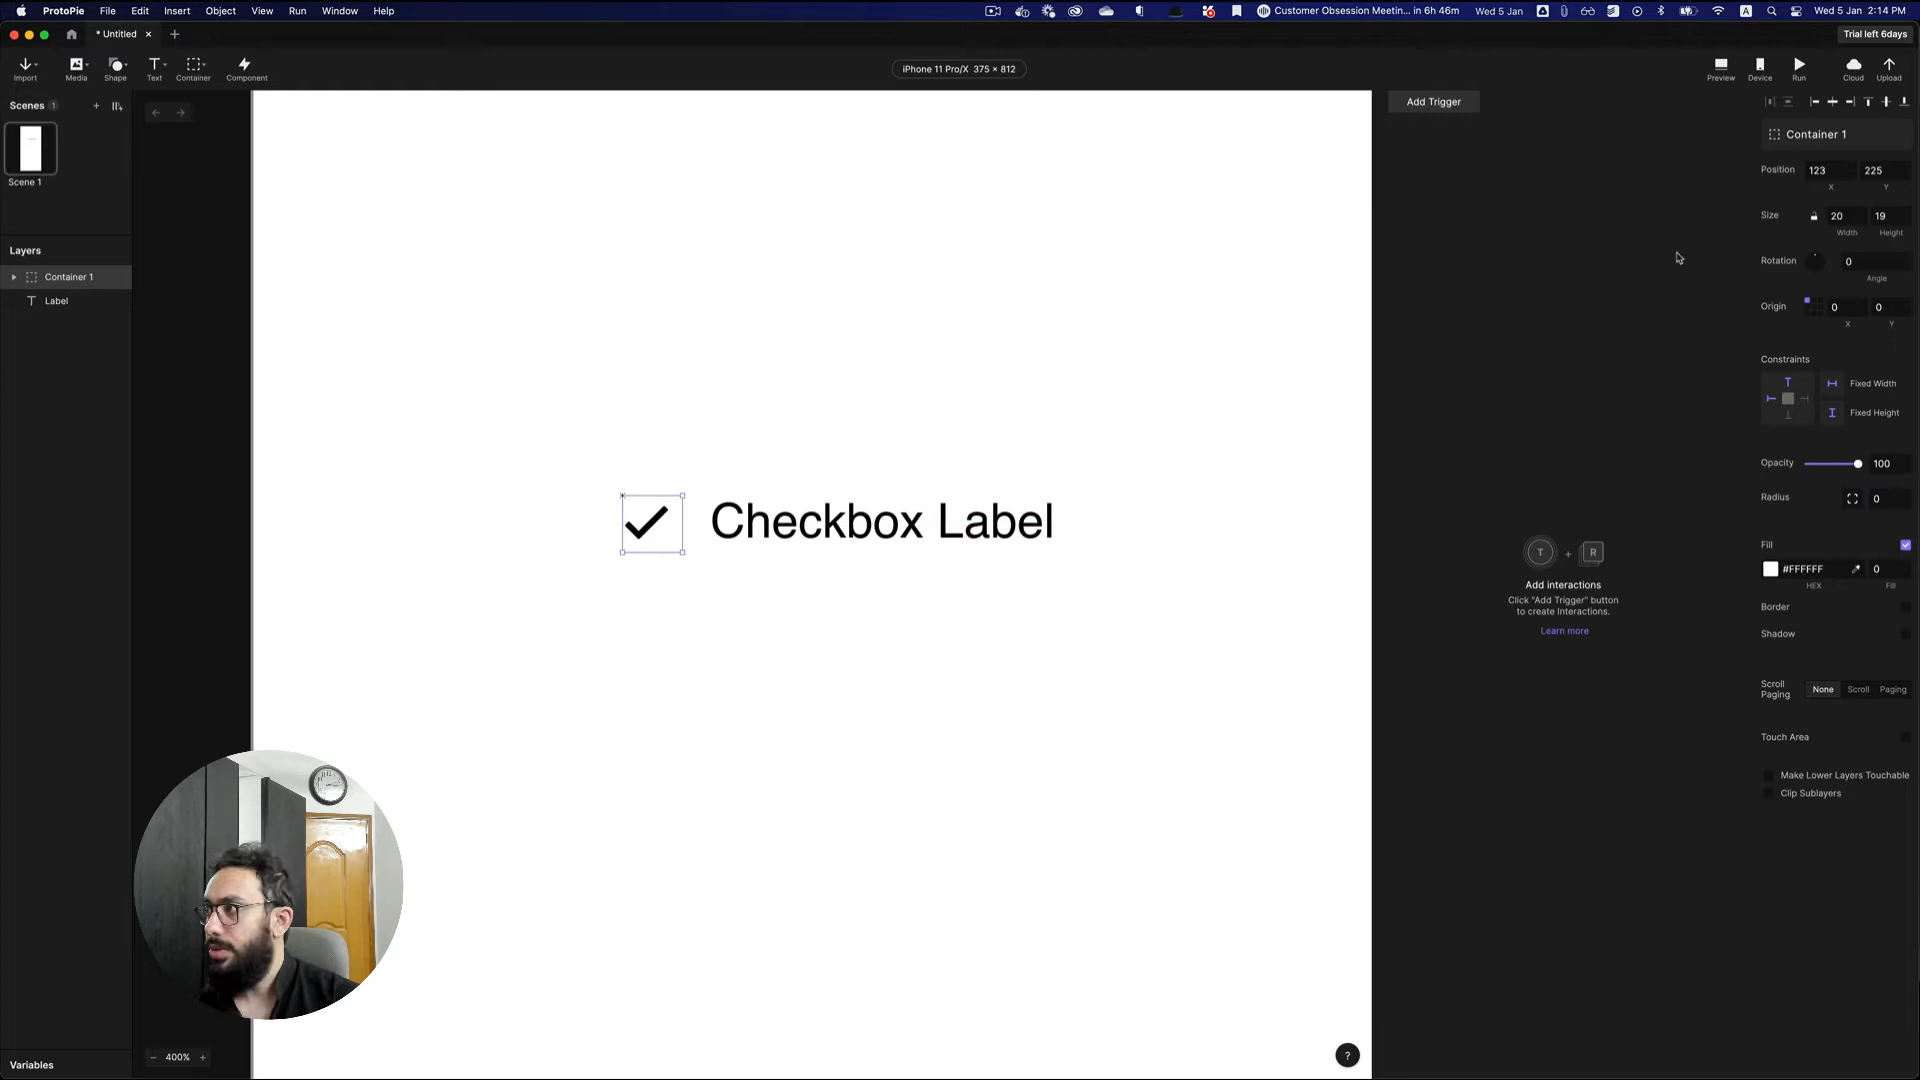 ProtoPie File Edit Insert Object View Run Window Help
Customer Obsession Meetin... in 6h 46m Wed 5 Jan A Wed 5 Jan 2:14 PM
* Untitled
Trial left 6days
Import Media Shape Text Container Component
iPhone 11 Pro/X 375 × 812
Preview Device Run Cloud Upload
Scenes 1
Scene 1
Layers
Container 1
Label
Variables
400%
Checkbox Label
?
Add Trigger
T + R
Add interactions
Click "Add Trigger" button
to create Interactions.
Learn more
Container 1
Position 123 225
X Y
Size 20 19
Width Height
Rotation 0
Angle
Origin 0 0
X Y
Constraints
Fixed Width
Fixed Height
Opacity 100
Radius 0
Fill
#FFFFFF 0
HEX Fill
Border
Shadow
Scroll
Paging
None Scroll Paging
Touch Area
Make Lower Layers Touchable
Clip Sublayers